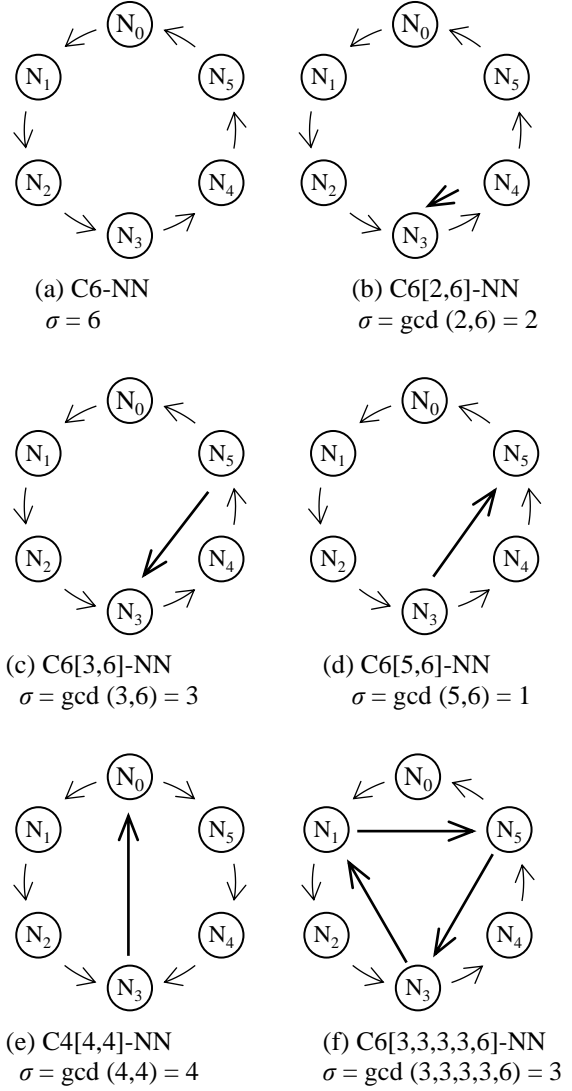 N₀ N₀
N₁ N₅ N₁ N₅
N₂ N₄ N₂ N₄
N₃ N₃
(a) C6-NN (b) C6[2,6]-NN
σ = 6 σ = gcd (2,6) = 2
N₀ N₀
N₁ N₅ N₁ N₅
N₂ N₄ N₂ N₄
N₃ N₃
(c) C6[3,6]-NN (d) C6[5,6]-NN
σ = gcd (3,6) = 3 σ = gcd (5,6) = 1
N₀ N₀
N₁ N₅ N₁ N₅
N₂ N₄ N₂ N₄
N₃ N₃
(e) C4[4,4]-NN (f) C6[3,3,3,3,6]-NN
σ = gcd (4,4) = 4 σ = gcd (3,3,3,3,6) = 3